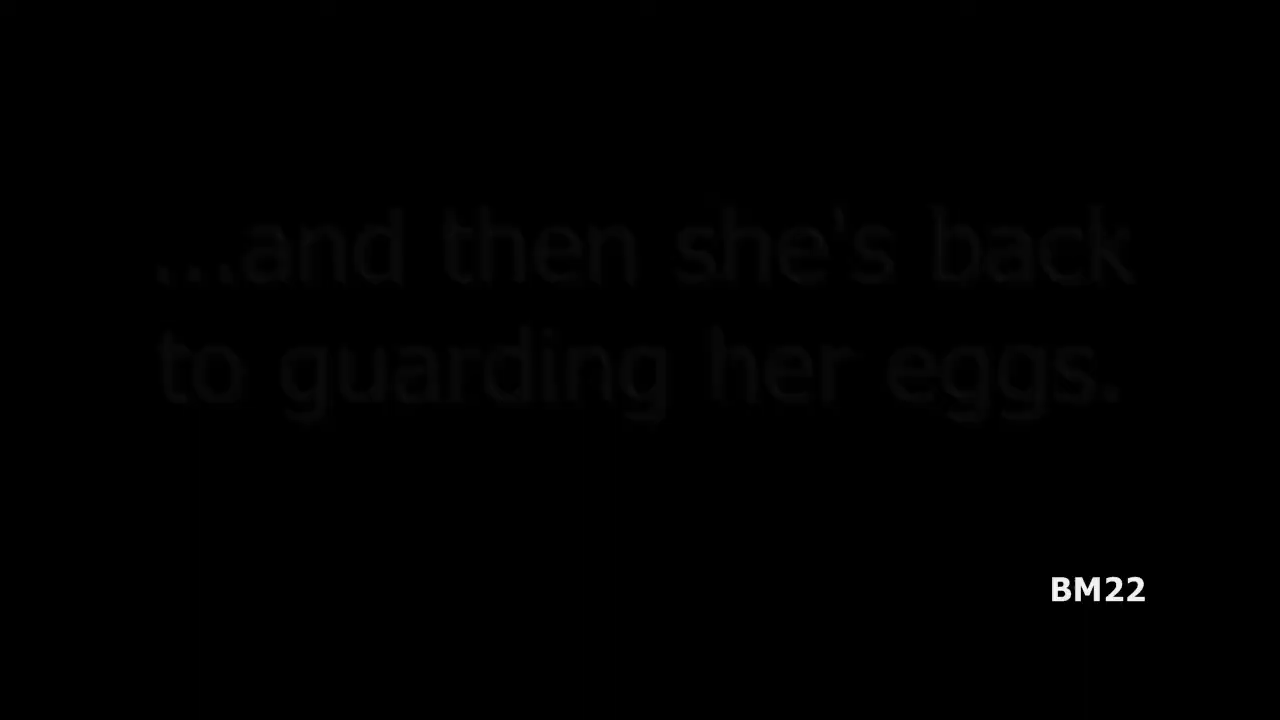 ...and then she's back
to guarding her eggs.
BM22